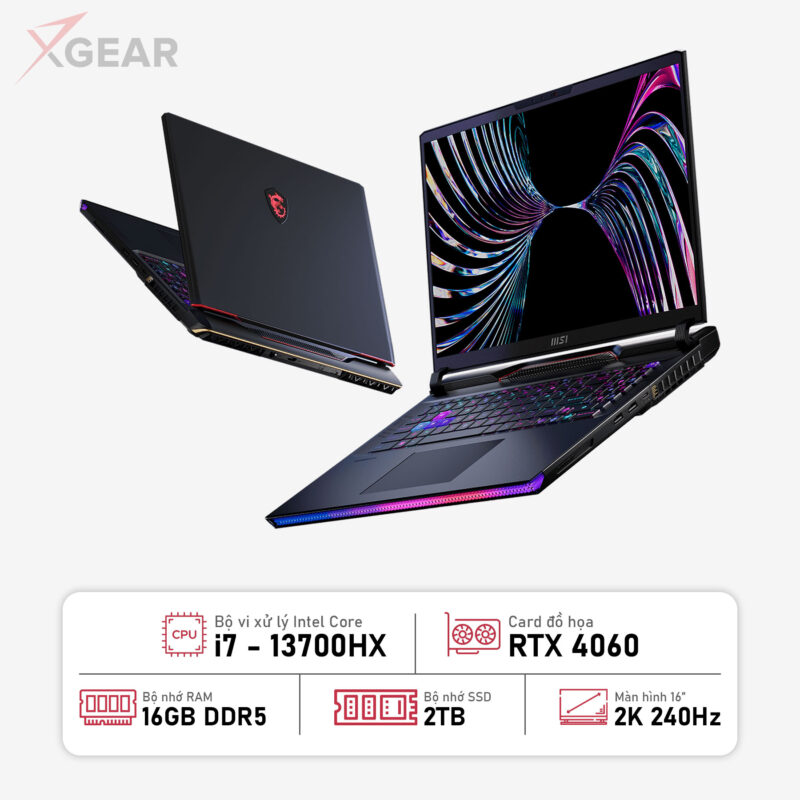 XGEAR
msi
Bộ vi xử lý Intel Core
CPU
i7 - 13700HX
Card đồ họa
RTX 4060
Bộ nhớ RAM
16GB DDR5
Bộ nhớ SSD
2TB
Màn hình 16"
2K 240Hz